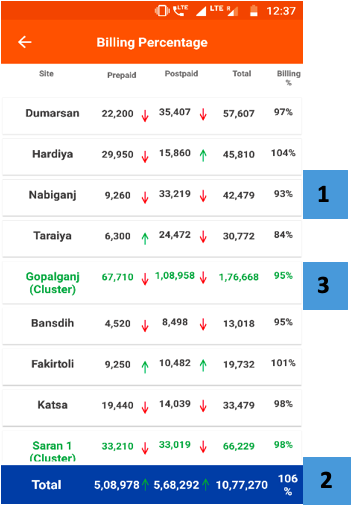 LTE LTE R 12:37
Billing Percentage
Site Prepaid Postpaid Total Billing %
Dumarsan 22,200 ↓ 35,407 ↓ 57,607 97%
Hardiya 29,950 ↓ 15,860 ↑ 45,810 104%
Nabiganj 9,260 ↓ 33,219 ↓ 42,479 93% 1
Taraiya 6,300 ↑ 24,472 ↓ 30,772 84%
Gopalganj (Cluster) 67,710 ↓ 1,08,958 ↓ 1,76,668 95% 3
Bansdih 4,520 ↓ 8,498 ↓ 13,018 95%
Fakirtoli 9,250 ↑ 10,482 ↑ 19,732 101%
Katsa 19,440 ↓ 14,039 ↓ 33,479 98%
Saran 1 (Cluster) 33,210 ↓ 33,019 ↓ 66,229 98%
Total 5,08,978 ↑ 5,68,292 ↑ 10,77,270 106 % 2